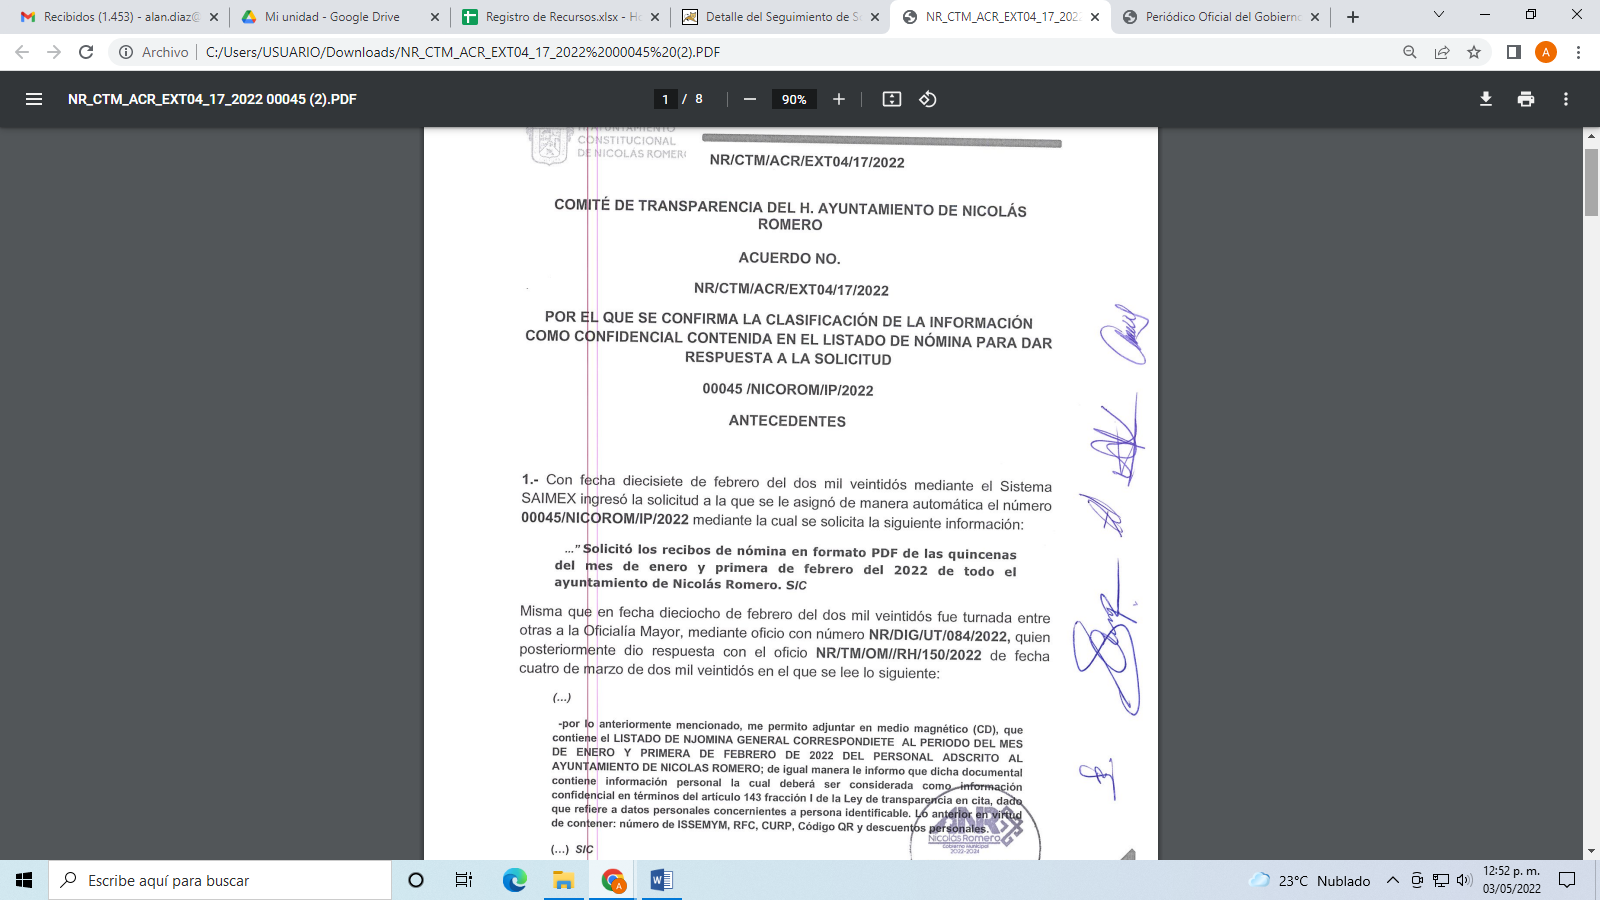 Recibidos (1.453) - alan.diaz@
Mi unidad - Google Drive
Registro de Recursos.xlsx - Ho
Detalle del Seguimiento de So
NR_CTM_ACR_EXT04_17_2022
Periódico Oficial del Gobierno
Archivo
C:/Users/USUARIO/Downloads/NR_CTM_ACR_EXT04_17_2022%2000045%20(2).PDF
A
NR_CTM_ACR_EXT04_17_2022 00045 (2).PDF
1 / 8
90%
H. AYUNTAMIENTO
CONSTITUCIONAL
DE NICOLÁS ROMERO
NR/CTM/ACR/EXT04/17/2022
COMITÉ DE TRANSPARENCIA DEL H. AYUNTAMIENTO DE NICOLÁS
ROMERO
ACUERDO NO.
NR/CTM/ACR/EXT04/17/2022
POR EL QUE SE CONFIRMA LA CLASIFICACIÓN DE LA INFORMACIÓN
COMO CONFIDENCIAL CONTENIDA EN EL LISTADO DE NÓMINA PARA DAR
RESPUESTA A LA SOLICITUD
00045 /NICOROM/IP/2022
ANTECEDENTES
1.- Con fecha diecisiete de febrero del dos mil veintidós mediante el Sistema
SAIMEX ingresó la solicitud a la que se le asignó de manera automática el número
00045/NICOROM/IP/2022 mediante la cual se solicita la siguiente información:
..." Solicitó los recibos de nómina en formato PDF de las quincenas
del mes de enero y primera de febrero del 2022 de todo el
ayuntamiento de Nicolás Romero. S/C
Misma que en fecha dieciocho de febrero del dos mil veintidós fue turnada entre
otras a la Oficialía Mayor, mediante oficio con número NR/DIG/UT/084/2022, quien
posteriormente dio respuesta con el oficio NR/TM/OM//RH/150/2022 de fecha
cuatro de marzo de dos mil veintidós en el que se lee lo siguiente:
(...)
-por lo anteriormente mencionado, me permito adjuntar en medio magnético (CD), que
contiene el LISTADO DE NJOMINA GENERAL CORRESPONDIETE AL PERIODO DEL MES
DE ENERO Y PRIMERA DE FEBRERO DE 2022 DEL PERSONAL ADSCRITO AL
AYUNTAMIENTO DE NICOLAS ROMERO; de igual manera le informo que dicha documental
contiene información personal la cual deberá ser considerada como información
confidencial en términos del artículo 143 fracción I de la Ley de transparencia en cita, dado
que refiere a datos personales concernientes a persona identificable. Lo anterior en virtud
de contener: número de ISSEMYM, RFC, CURP, Código QR y descuentos personales.
(...) S/C
ANR
Nicolás Romero
Gobierno Municipal
2022-2024
Escribe aquí para buscar
23°C Nublado
12:52 p. m.
03/05/2022